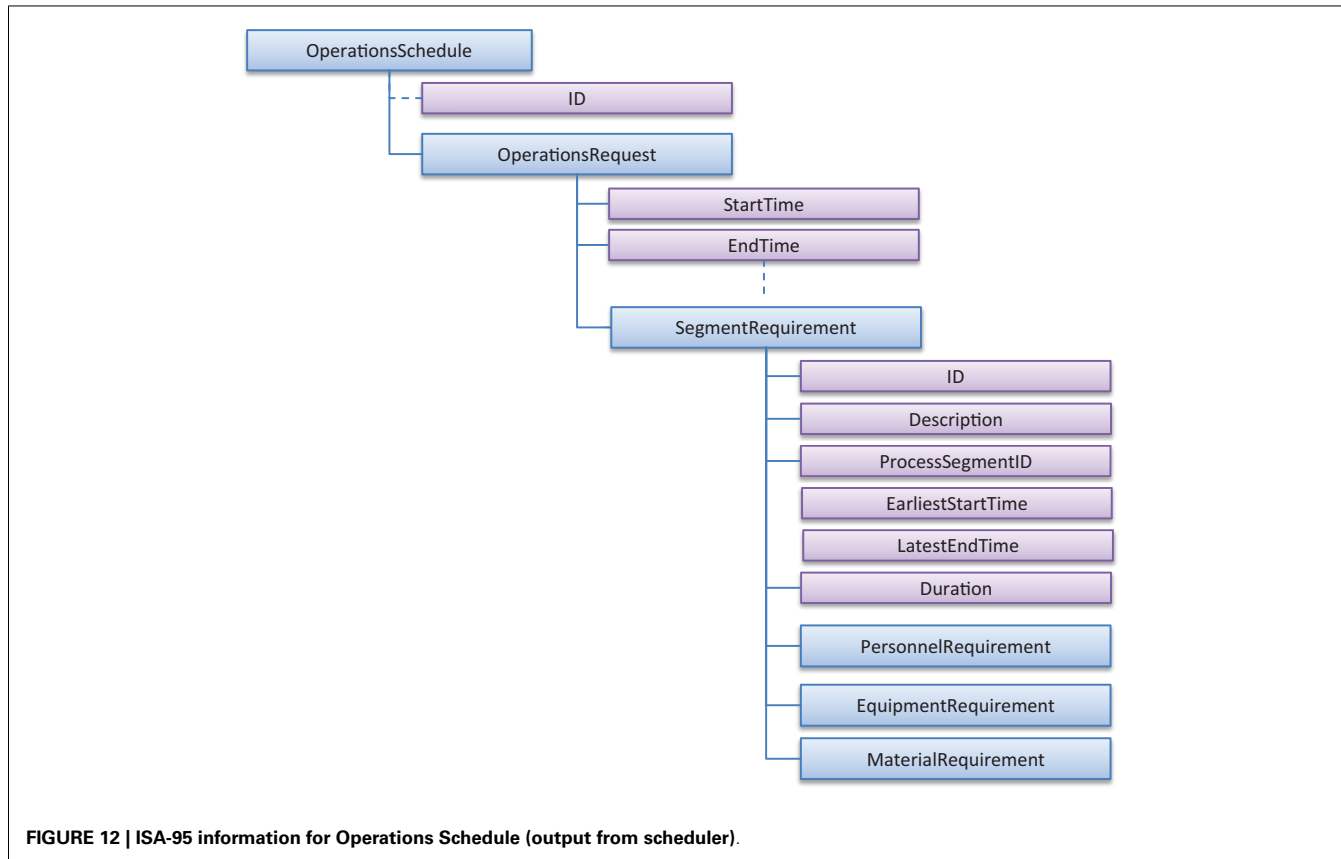 OperationsSchedule
ID
OperationsRequest
StartTime
EndTime
SegmentRequirement
ID
Description
ProcessSegmentID
EarliestStartTime
LatestEndTime
Duration
PersonnelRequirement
EquipmentRequirement
MaterialRequirement
FIGURE 12 | ISA-95 information for Operations Schedule (output from scheduler).